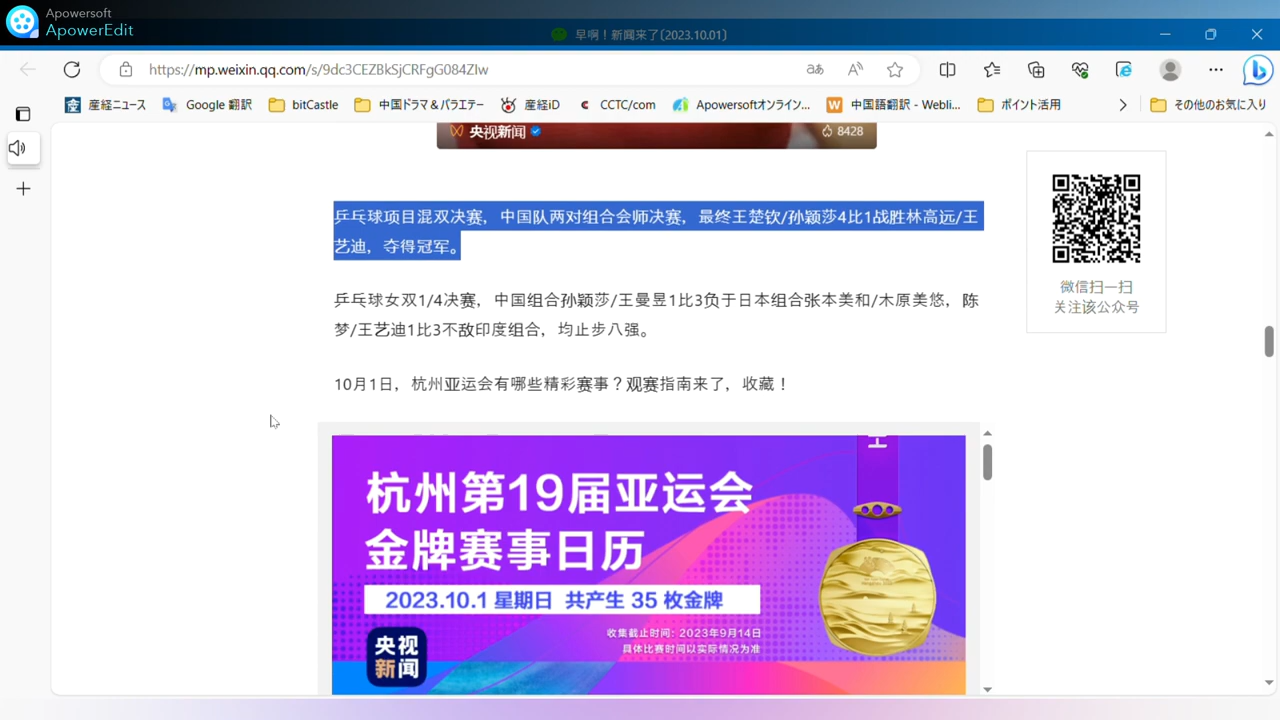 Apowersoft
ApowerEdit
早啊！新闻来了〔2023.10.01〕
https://mp.weixin.qq.com/s/9dc3CEZBkSjCRFgG084ZIw
ああ
産経ニュース
Google 翻訳
bitCastle
中国ドラマ＆バラエテー
産経iD
CCTC/com
Apowersoftオンライン...
中国語翻訳 - Webli...
ポイント活用
その他のお気に入り
央视新闻
8428
乒乓球项目混双决赛，中国队两对组合会师决赛，最终王楚钦/孙颖莎4比1战胜林高远/王
艺迪，夺得冠军。
乒乓球女双1/4决赛，中国组合孙颖莎/王曼昱1比3负于日本组合张本美和/木原美悠，陈
梦/王艺迪1比3不敌印度组合，均止步八强。
10月1日，杭州亚运会有哪些精彩赛事？观赛指南来了，收藏！
微信扫一扫
关注该公众号
杭州第19届亚运会
金牌赛事日历
2023.10.1 星期日 共产生 35 枚金牌
收集截止时间：2023年9月14日
具体比赛时间以实际情况为准
央视
新闻